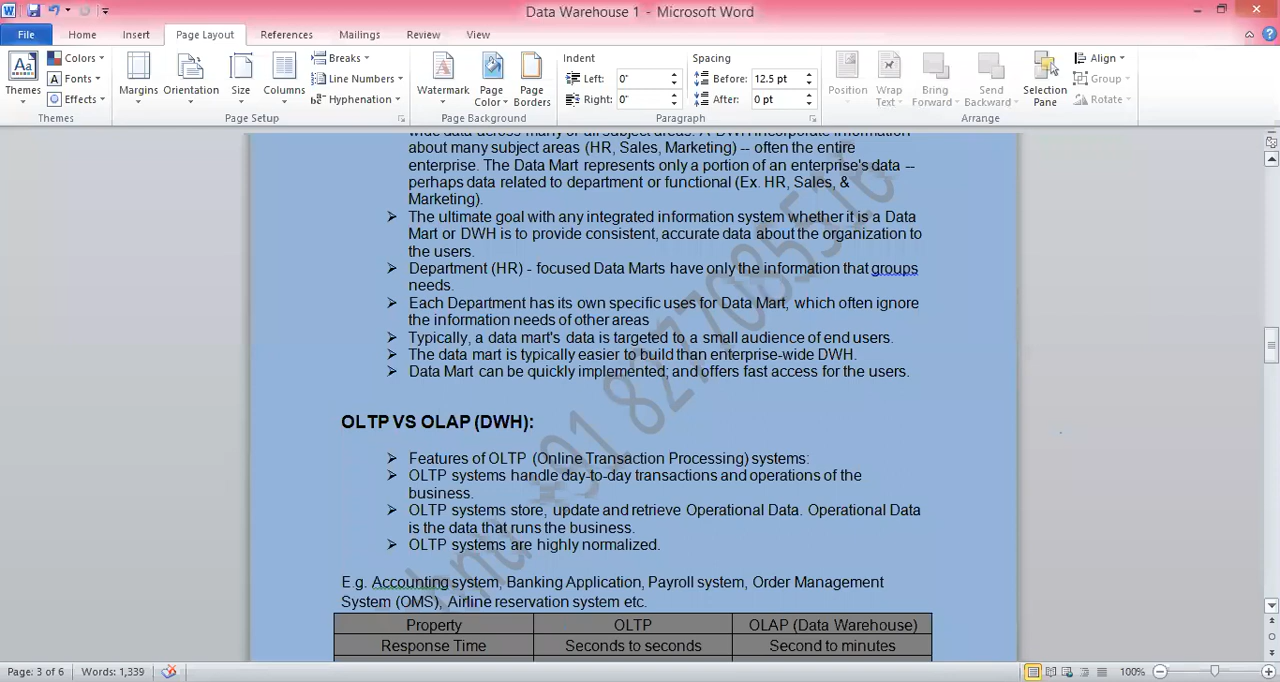 Data Warehouse 1 - Microsoft Word
File Home Insert Page Layout References Mailings Review View
Colors Breaks Indent Spacing Align
Aa Fonts Line Numbers Left: 0" Before: 12.5 pt Group
Themes Effects Margins Orientation Size Columns Hyphenation Watermark Page Color Page Borders Right: 0" After: 0 pt Position Wrap Text Bring Forward Send Backward Selection Pane Rotate
Themes Page Setup Page Background Paragraph Arrange
wide data across many or all subject areas. A DWH incorporate information
about many subject areas (HR, Sales, Marketing) -- often the entire
enterprise. The Data Mart represents only a portion of an enterprise's data --
perhaps data related to department or functional (Ex. HR, Sales, &
Marketing).
➢ The ultimate goal with any integrated information system whether it is a Data
Mart or DWH is to provide consistent, accurate data about the organization to
the users.
➢ Department (HR) - focused Data Marts have only the information that groups
needs.
➢ Each Department has its own specific uses for Data Mart, which often ignore
the information needs of other areas
➢ Typically, a data mart's data is targeted to a small audience of end users.
➢ The data mart is typically easier to build than enterprise-wide DWH.
➢ Data Mart can be quickly implemented; and offers fast access for the users.
OLTP VS OLAP (DWH):
➢ Features of OLTP (Online Transaction Processing) systems:
➢ OLTP systems handle day-to-day transactions and operations of the
business.
➢ OLTP systems store, update and retrieve Operational Data. Operational Data
is the data that runs the business.
➢ OLTP systems are highly normalized.
E.g. Accounting system, Banking Application, Payroll system, Order Management
System (OMS), Airline reservation system etc.
Property OLTP OLAP (Data Warehouse)
Response Time Seconds to seconds Second to minutes
Page: 3 of 6 Words: 1,339 100%